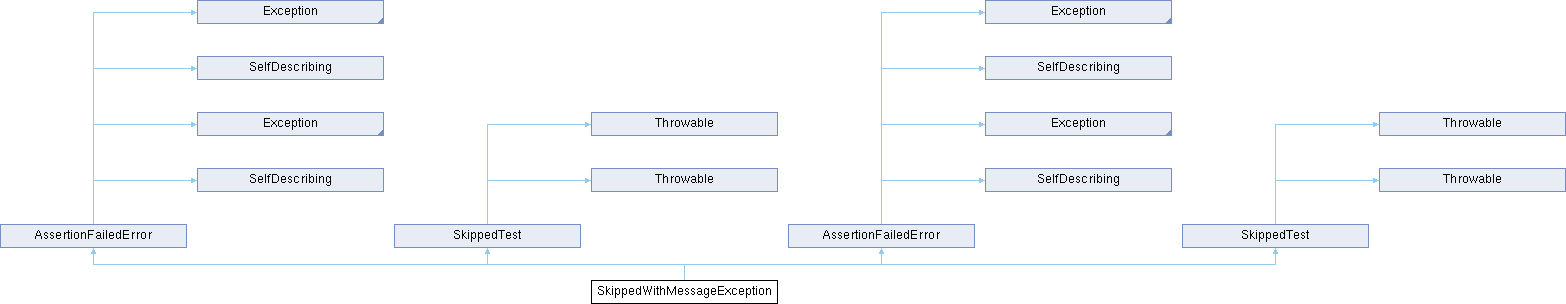 Exception
Exception
SelfDescribing
SelfDescribing
Exception
Throwable
Exception
Throwable
SelfDescribing
Throwable
SelfDescribing
Throwable
AssertionFailedError
SkippedTest
AssertionFailedError
SkippedTest
SkippedWithMessageException